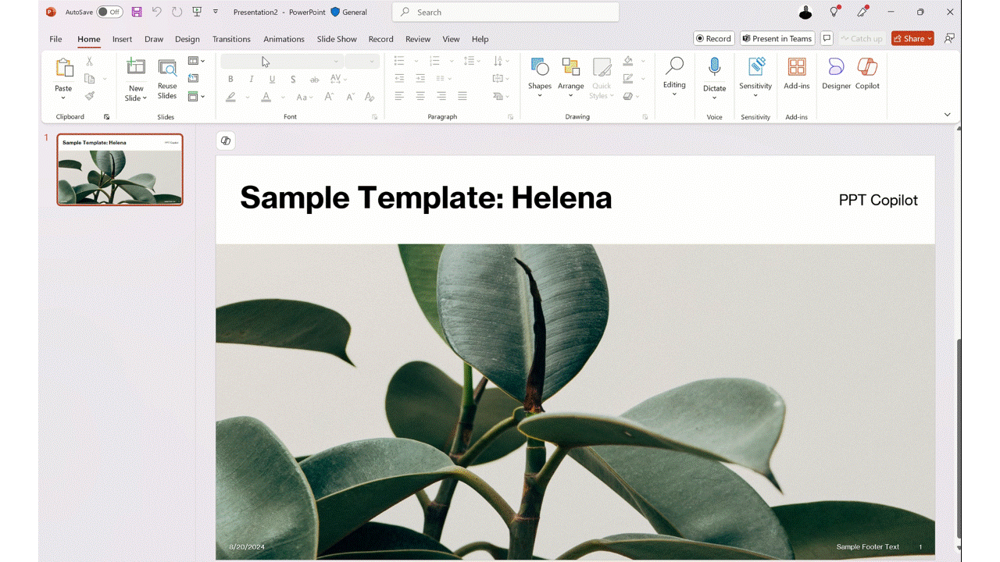 AutoSave Off Presentation2 - PowerPoint General Search
File Home Insert Draw Design Transitions Animations Slide Show Record Review View Help Record Present in Teams Catch up Share
Paste
New Slide
Reuse Slides
B I U S ab AV
A Aa A A A
Shapes
Arrange
Quick Styles
Editing
Dictate
Sensitivity
Add-ins
Designer
Copilot
Clipboard Slides Font Paragraph Drawing Voice Sensitivity Add-ins
1
Sample Template: Helena PPT Copilot
Sample Template: Helena
PPT Copilot
8/20/2024 Sample Footer Text 1